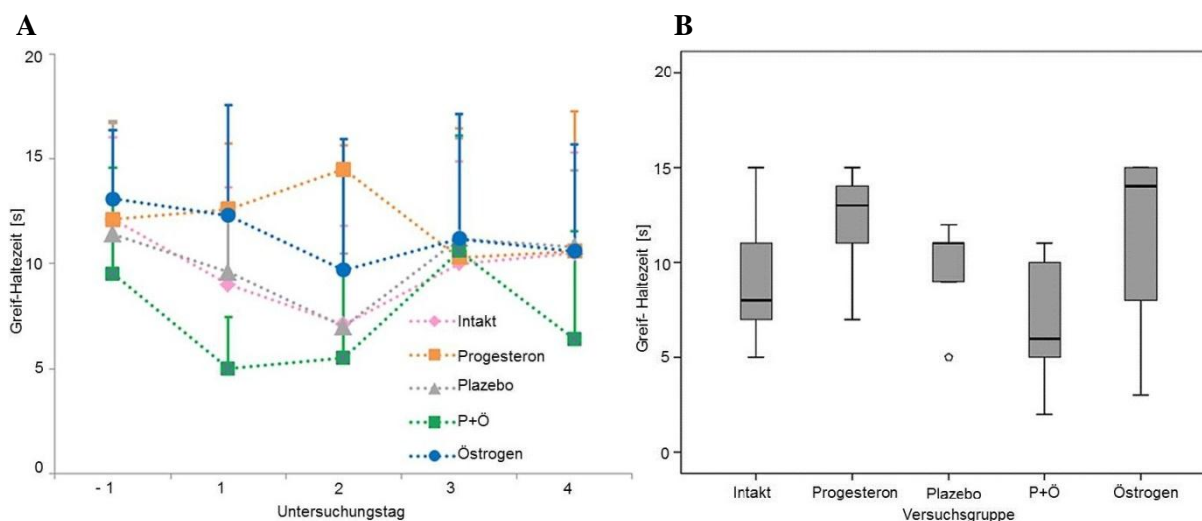 A
Greif-Haltezeit [s]
20
15
10
5
0
- 1
1
2
3
4
Untersuchungstag
Intakt
Progesteron
Plazebo
P+Ö
Östrogen
B
Greif- Haltezeit [s]
20
15
10
5
0
Intakt
Progesteron
Plazebo
P+Ö
Östrogen
Versuchsgruppe